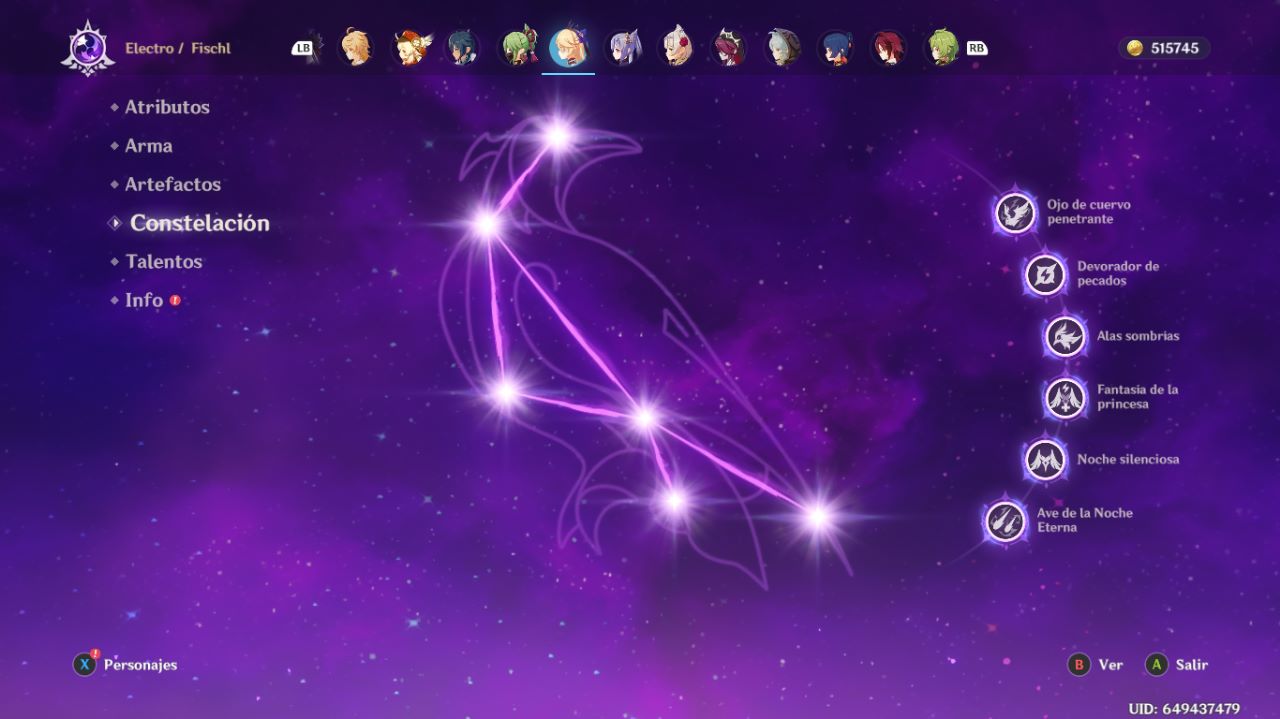 Electro / Fischl
LB
RB
515745
Atributos
Arma
Artefactos
Constelación
Talentos
Info
Ojo de cuervo
penetrante
Devorador de
pecados
Alas sombrías
Fantasía de la
princesa
Noche silenciosa
Ave de la Noche
Eterna
X Personajes
B Ver
A Salir
UID: 649437479